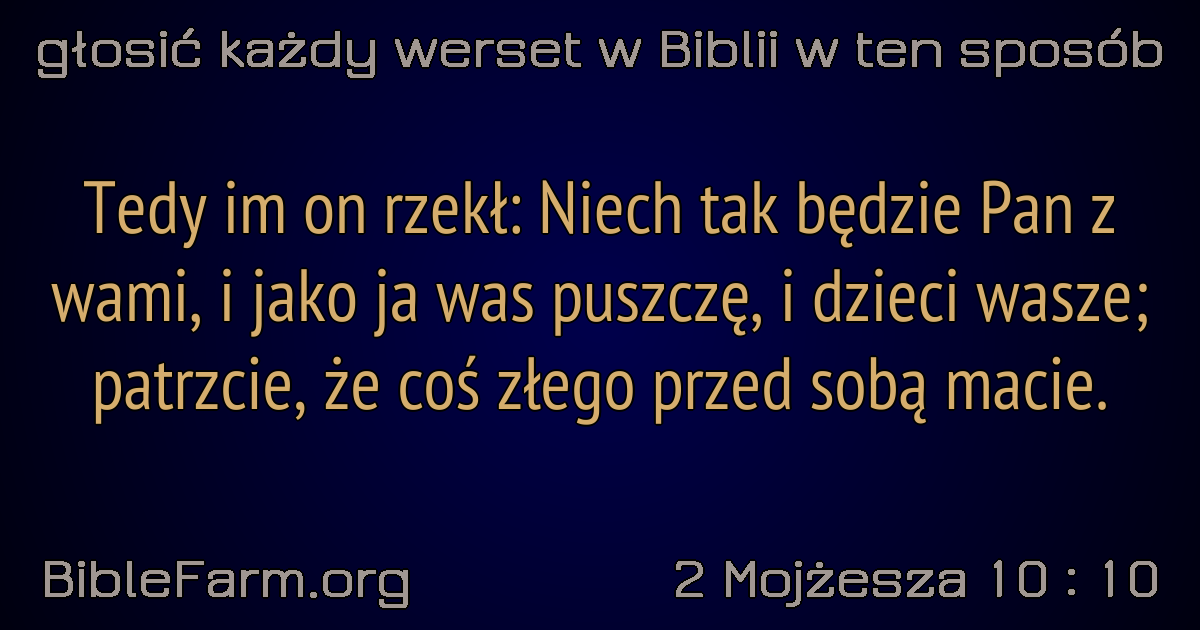 głosić każdy werset w Biblii w ten sposób
Tedy im on rzekł: Niech tak będzie Pan z
wami, i jako ja was puszczę, i dzieci wasze;
patrzcie, że coś złego przed sobą macie.
BibleFarm.org
2 Mojżesza 10 : 10